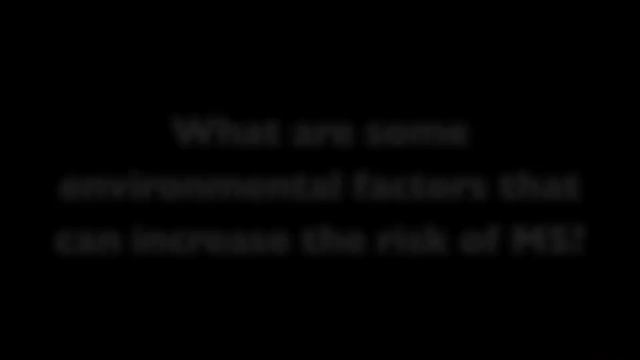 What are some
environmental factors that
can increase the risk of MS?